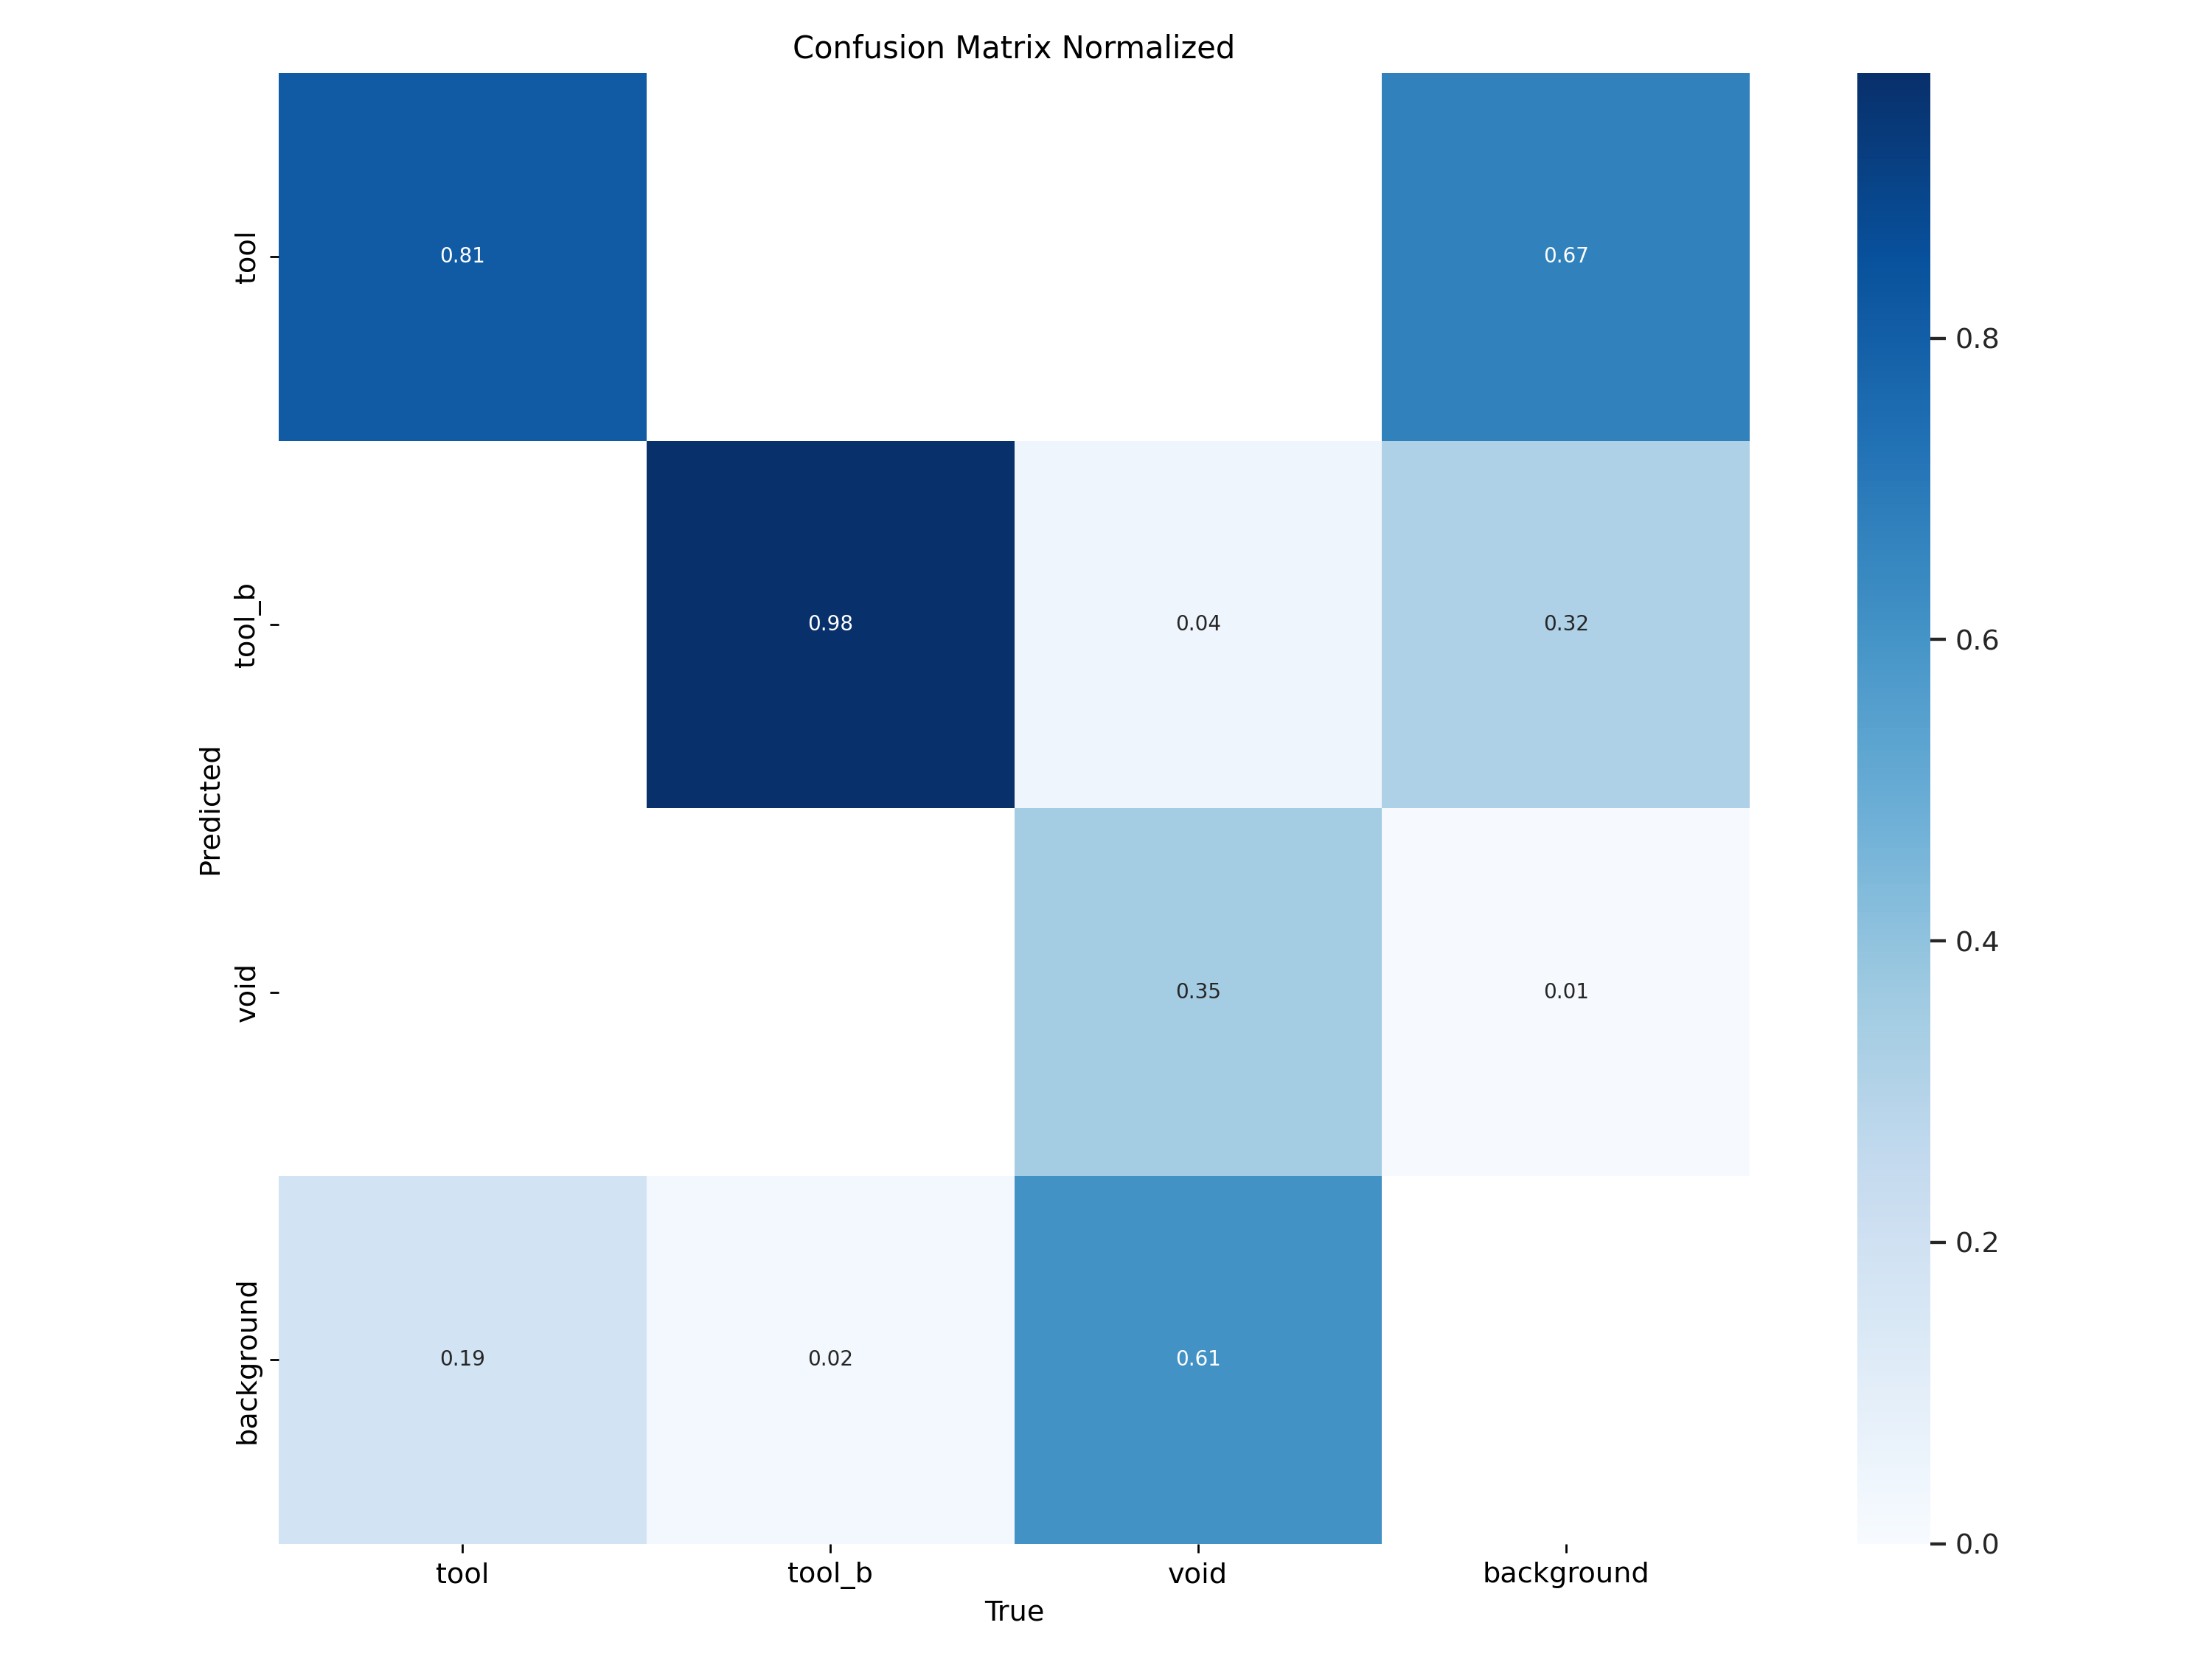 Confusion Matrix Normalized
tool
0.81
0.67
tool_b
0.98
0.04
0.32
void
0.35
0.01
background
0.19
0.02
0.61
Predicted
tool
tool_b
void
background
True
0.8
0.6
0.4
0.2
0.0